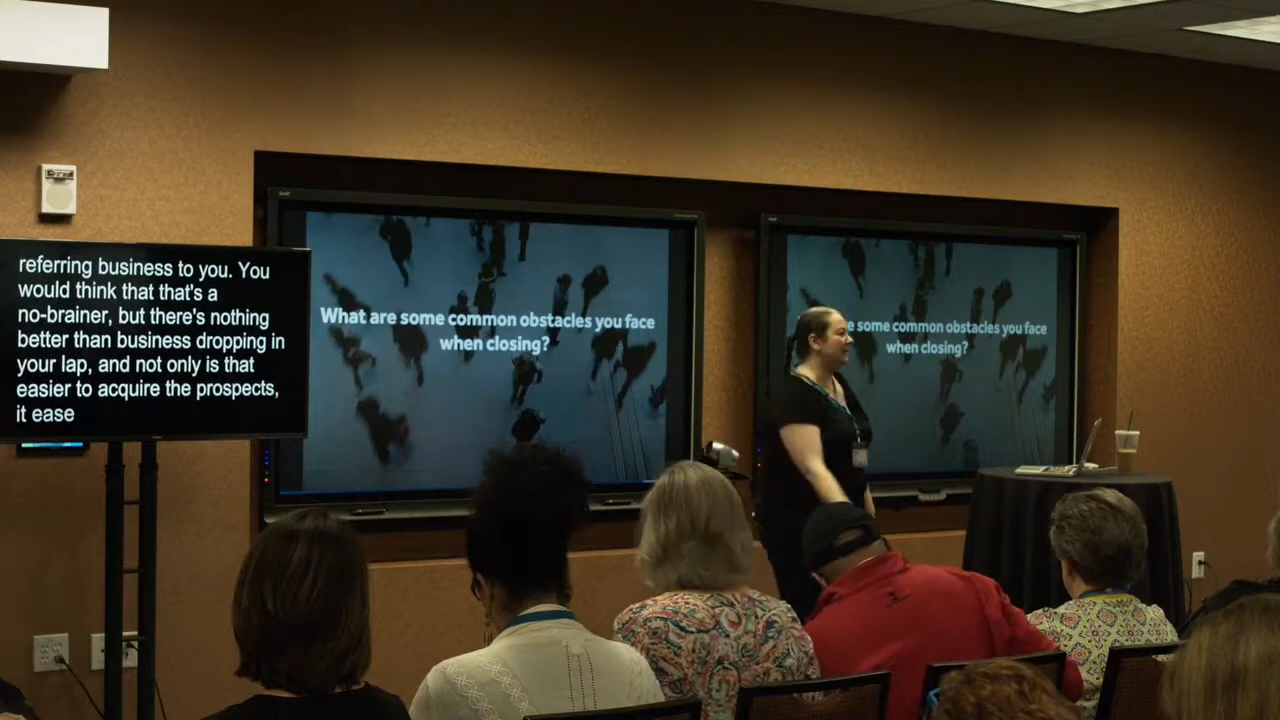 referring business to you. You
would think that that's a
no-brainer, but there's nothing
better than business dropping in
your lap, and not only is that
easier to acquire the prospects,
it ease
What are some common obstacles you face
when closing?
some common obstacles you face
when closing?